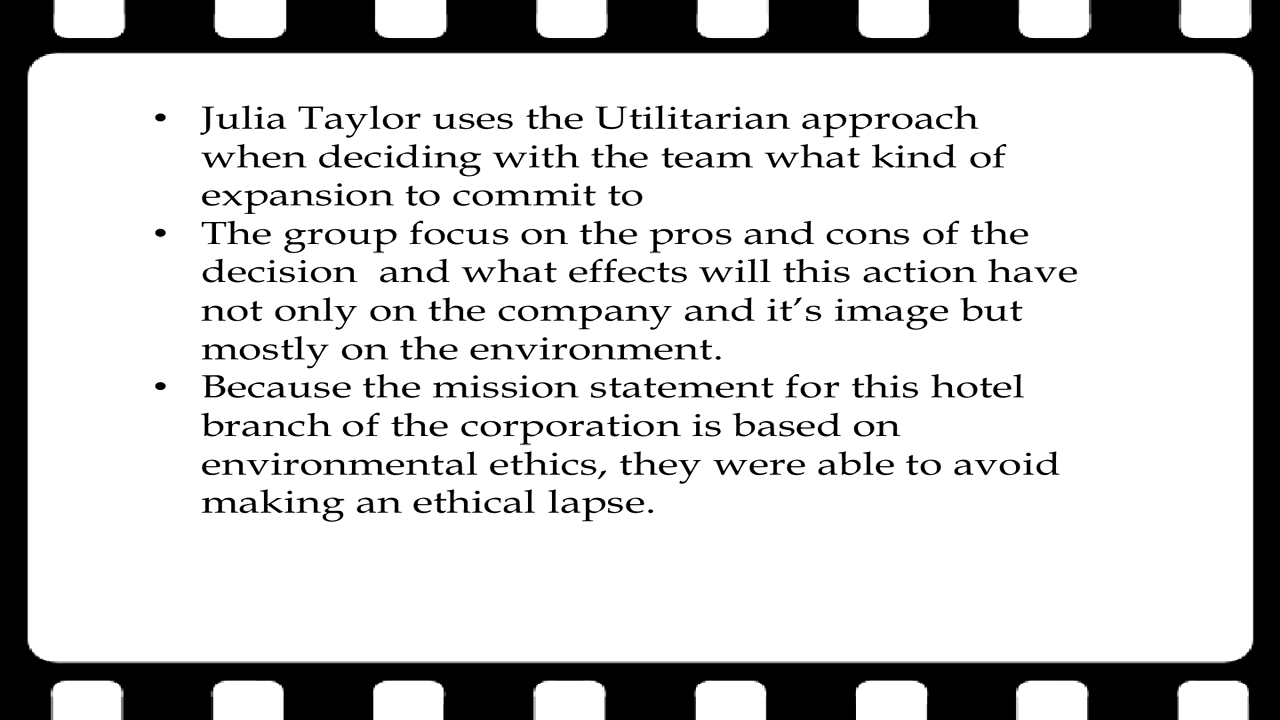 • Julia Taylor uses the Utilitarian approach
when deciding with the team what kind of
expansion to commit to
• The group focus on the pros and cons of the
decision  and what effects will this action have
not only on the company and it’s image but
mostly on the environment.
• Because the mission statement for this hotel
branch of the corporation is based on
environmental ethics, they were able to avoid
making an ethical lapse.